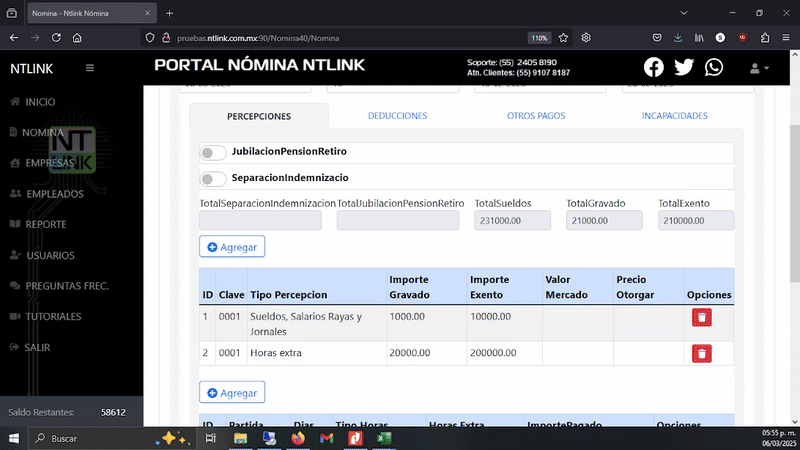 Nomina - Ntlink Nómina
pruebas.ntlink.com.mx:90/Nomina40/Nomina
110%
NTLINK
PORTAL NÓMINA NTLINK
Soporte: (55) 2405 8190
Atn. Clientes: (55) 9107 8187
INICIO
NOMINA
EMPRESAS
EMPLEADOS
REPORTE
USUARIOS
PREGUNTAS FREC.
TUTORIALES
SALIR
NT
LINK
Saldo Restantes: 58612
PERCEPCIONES DEDUCCIONES OTROS PAGOS INCAPACIDADES
JubilacionPensionRetiro
SeparacionIndemnizacio
TotalSeparacionIndemnizacion TotalJubilacionPensionRetiro TotalSueldos TotalGravado TotalExento
231000.00 21000.00 210000.00
Agregar
ID Clave Tipo Percepcion Importe Gravado Importe Exento Valor Mercado Precio Otorgar Opciones
1 0001 Sueldos, Salarios Rayas y Jornales 1000.00 10000.00
2 0001 Horas extra 20000.00 200000.00
Agregar
ID Partida Dias Tipo Horas Horas Extra ImportePagado Opciones
Buscar
05:55 p. m.
06/03/2025